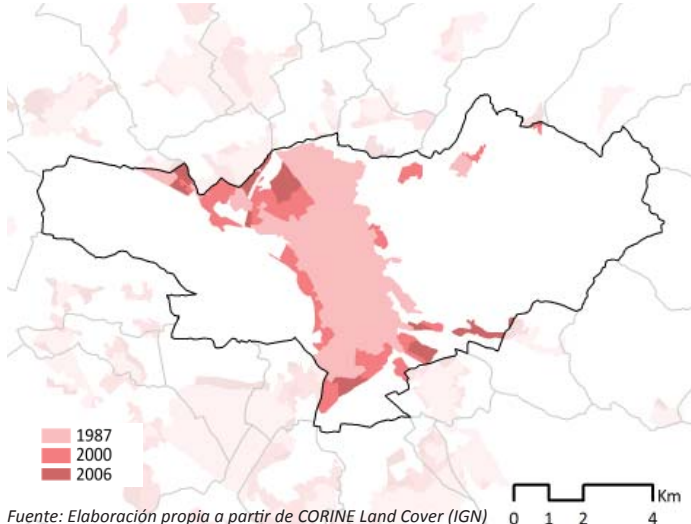 1987
2000
2006
Km
0 1 2 4
Fuente: Elaboración propia a partir de CORINE Land Cover (IGN)